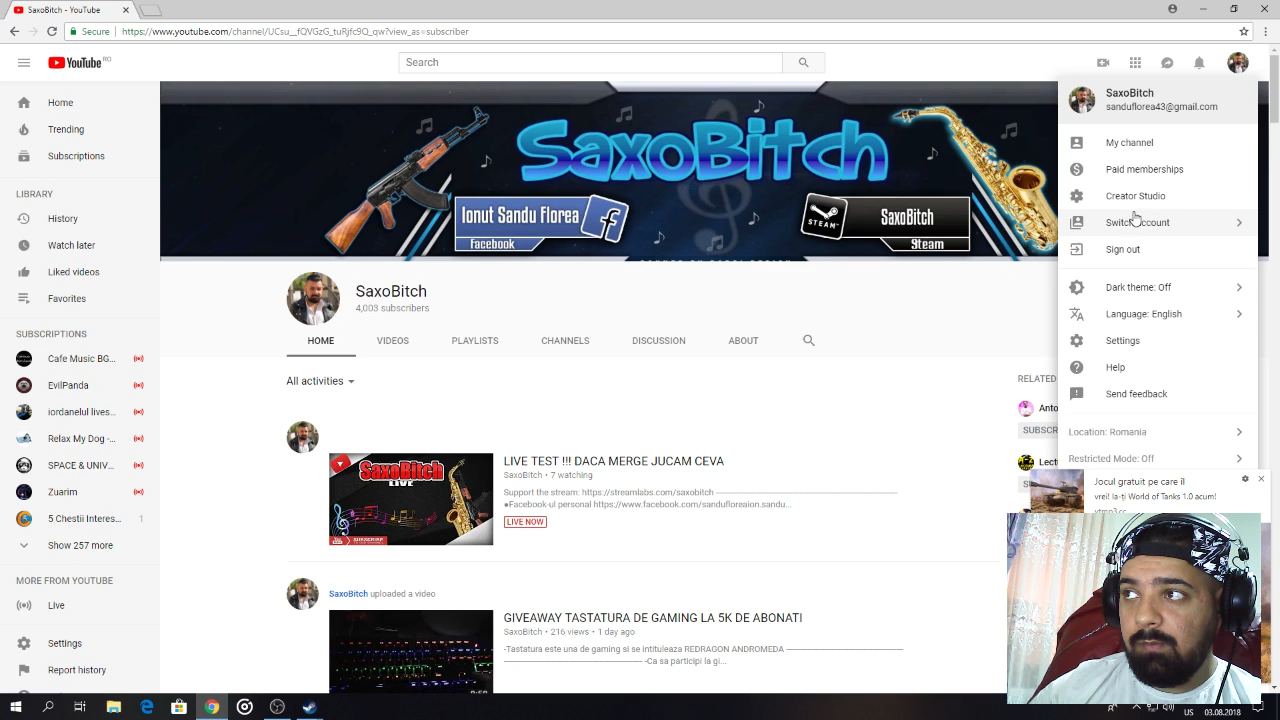 SaxoBitch
Secure
https://www.youtube.com/channel/UCsu__fQVGzG_tuRjfc9Q_qw?view_as=subscriber
YouTube RO
Search
Home
Trending
Subscriptions
LIBRARY
History
Watch later
Liked videos
Favorites
SUBSCRIPTIONS
Cafe Music BG...
EvilPanda
iordanelul lives...
Relax My Dog -...
SPACE & UNIV...
Zuarim
5 Chestii Interes... 1
Show 257 more
MORE FROM YOUTUBE
Live
Settings
Report history
SaxoBitch
Ionut Sandu Florea
Facebook
STEAM
SaxoBitch
Steam
SaxoBitch
4,003 subscribers
HOME VIDEOS PLAYLISTS CHANNELS DISCUSSION ABOUT
All activities
SaxoBitch
LIVE
SUBSCRIBE
LIVE TEST !!! DACA MERGE JUCAM CEVA
SaxoBitch • 7 watching
Support the stream: https://streamlabs.com/saxobitch
●Facebook-ul personal https://www.facebook.com/sandufloreaion.sandu...
LIVE NOW
SaxoBitch uploaded a video
GIVEAWAY TASTATURA DE GAMING LA 5K DE ABONATI
SaxoBitch • 216 views • 1 day ago
-Tastatura este una de gaming si se intituleaza REDRAGON ANDROMEDA
-Ca sa participi la gi...
SaxoBitch
sanduflorea43@gmail.com
My channel
Paid memberships
Creator Studio
Switch account
Sign out
Dark theme: Off
Language: English
Settings
Help
Send feedback
Location: Romania
Restricted Mode: Off
RELATED
Anto
SUBSCR
Lect
Jocul gratuit pe care îl
vrei! Ia-ți World of Tanks 1.0 acum!
US 03.08.2018